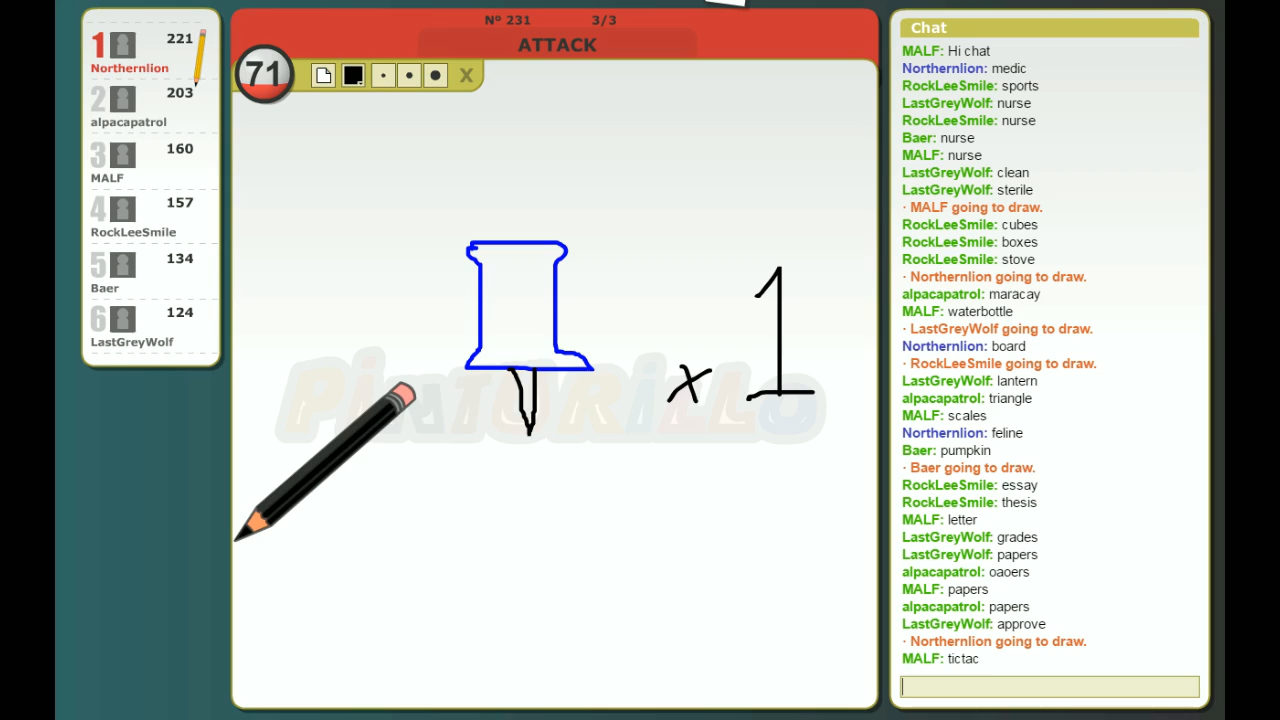 Nº 231 3/3
ATTACK
71
X
1 221
Northernlion
2 203
alpacapatrol
3 160
MALF
4 157
RockLeeSmile
5 134
Baer
6 124
LastGreyWolf
x 1
PiNTURiLLO
Chat
MALF: Hi chat
Northernlion: medic
RockLeeSmile: sports
LastGreyWolf: nurse
RockLeeSmile: nurse
Baer: nurse
MALF: nurse
LastGreyWolf: clean
LastGreyWolf: sterile
· MALF going to draw.
RockLeeSmile: cubes
RockLeeSmile: boxes
RockLeeSmile: stove
· Northernlion going to draw.
alpacapatrol: maracay
MALF: waterbottle
· LastGreyWolf going to draw.
Northernlion: board
· RockLeeSmile going to draw.
LastGreyWolf: lantern
alpacapatrol: triangle
MALF: scales
Northernlion: feline
Baer: pumpkin
· Baer going to draw.
RockLeeSmile: essay
RockLeeSmile: thesis
MALF: letter
LastGreyWolf: grades
LastGreyWolf: papers
alpacapatrol: oaoers
MALF: papers
alpacapatrol: papers
LastGreyWolf: approve
· Northernlion going to draw.
MALF: tictac